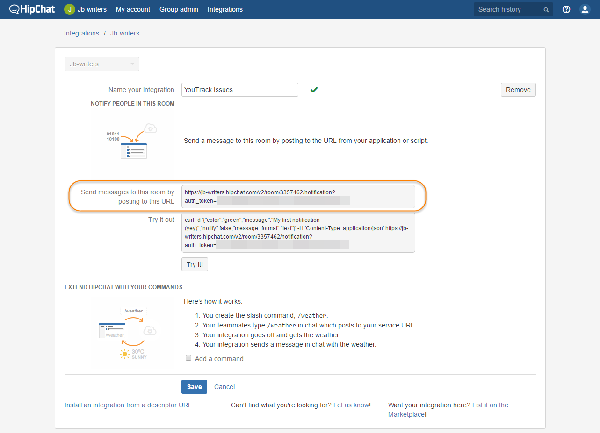 HipChat
J Jb writers My account Group admin Integrations Search history
Integrations / Jb writers
Jb-writers
Name your integration YouTrack Issues Remove
NOTIFY PEOPLE IN THIS ROOM
Send a message to this room by posting to the URL from your application or script.
Send messages to this room by
posting to this URL
https://jb-writers.hipchat.com/v2/room/3357462/notification?
auth_token=
Try it out
curl -d '{"color":"green","message":"My first notification
(yey)","notify":false,"message_format":"text"}' -H 'Content-Type: application/json' https://jb-
writers.hipchat.com/v2/room/3357462/notification?
auth_token=
Try it!
EXTEND HIPCHAT WITH YOUR COMMANDS
Here's how it works:
1. You create the slash command, /weather.
2. Your teammates type /weather in chat which posts to your service URL
3. Your integration goes off and gets the weather
4. Your integration sends a message in chat with the weather.
30°C
SUNNY
Add a command
Save Cancel
Install an integration from a descriptor URL
Can't find what you're looking for? Let us know!
Want your integration here? List it on the
Marketplace!